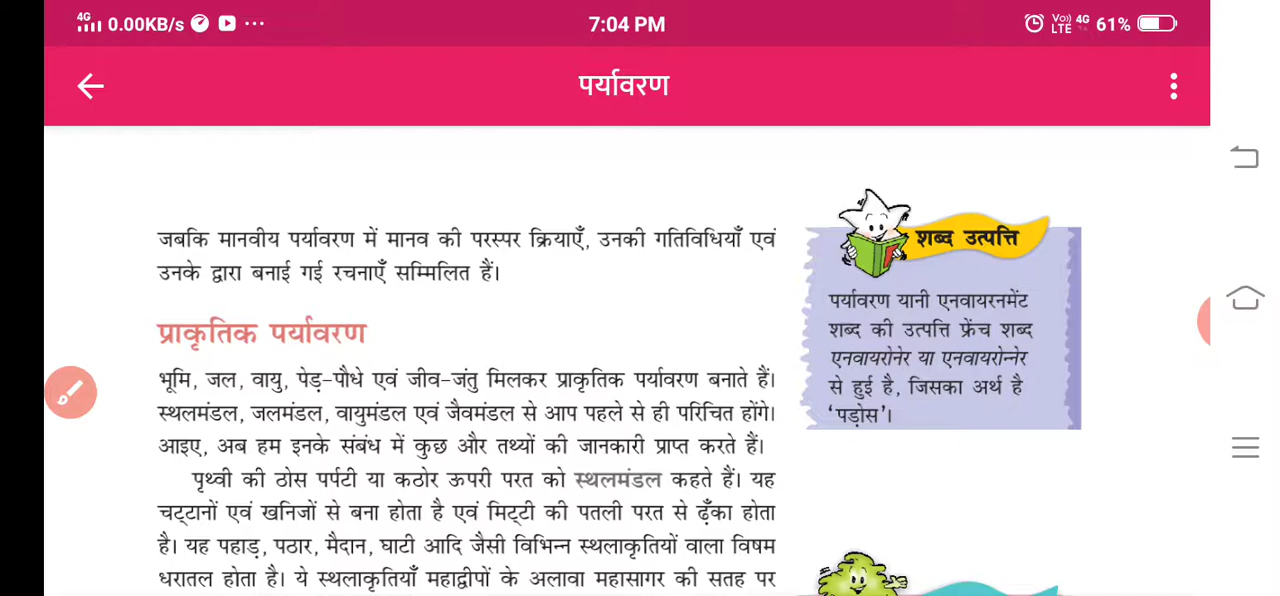 4G 0.00KB/s ··· 7:04 PM Vo) LTE 4G 61%
पर्यावरण
जबकि मानवीय पर्यावरण में मानव की परस्पर क्रियाएँ, उनकी गतिविधियाँ एवं
उनके द्वारा बनाई गई रचनाएँ सम्मिलित हैं।
प्राकृतिक पर्यावरण
भूमि, जल, वायु, पेड़-पौधे एवं जीव-जंतु मिलकर प्राकृतिक पर्यावरण बनाते हैं।
स्थलमंडल, जलमंडल, वायुमंडल एवं जैवमंडल से आप पहले से ही परिचित होंगे।
आइए, अब हम इनके संबंध में कुछ और तथ्यों की जानकारी प्राप्त करते हैं।
पृथ्वी की ठोस पर्पटी या कठोर ऊपरी परत को स्थलमंडल कहते हैं। यह
चट्टानों एवं खनिजों से बना होता है एवं मिट्टी की पतली परत से ढँका होता
है। यह पहाड़, पठार, मैदान, घाटी आदि जैसी विभिन्न स्थलाकृतियों वाला विषम
धरातल होता है। ये स्थलाकृतियाँ महाद्वीपों के अलावा महासागर की सतह पर
शब्द उत्पत्ति
पर्यावरण यानी एनवायरनमेंट
शब्द की उत्पत्ति फ्रेंच शब्द
एनवायरोनेर या एनवायरोन्नेर
से हुई है, जिसका अर्थ है
‘पड़ोस’।